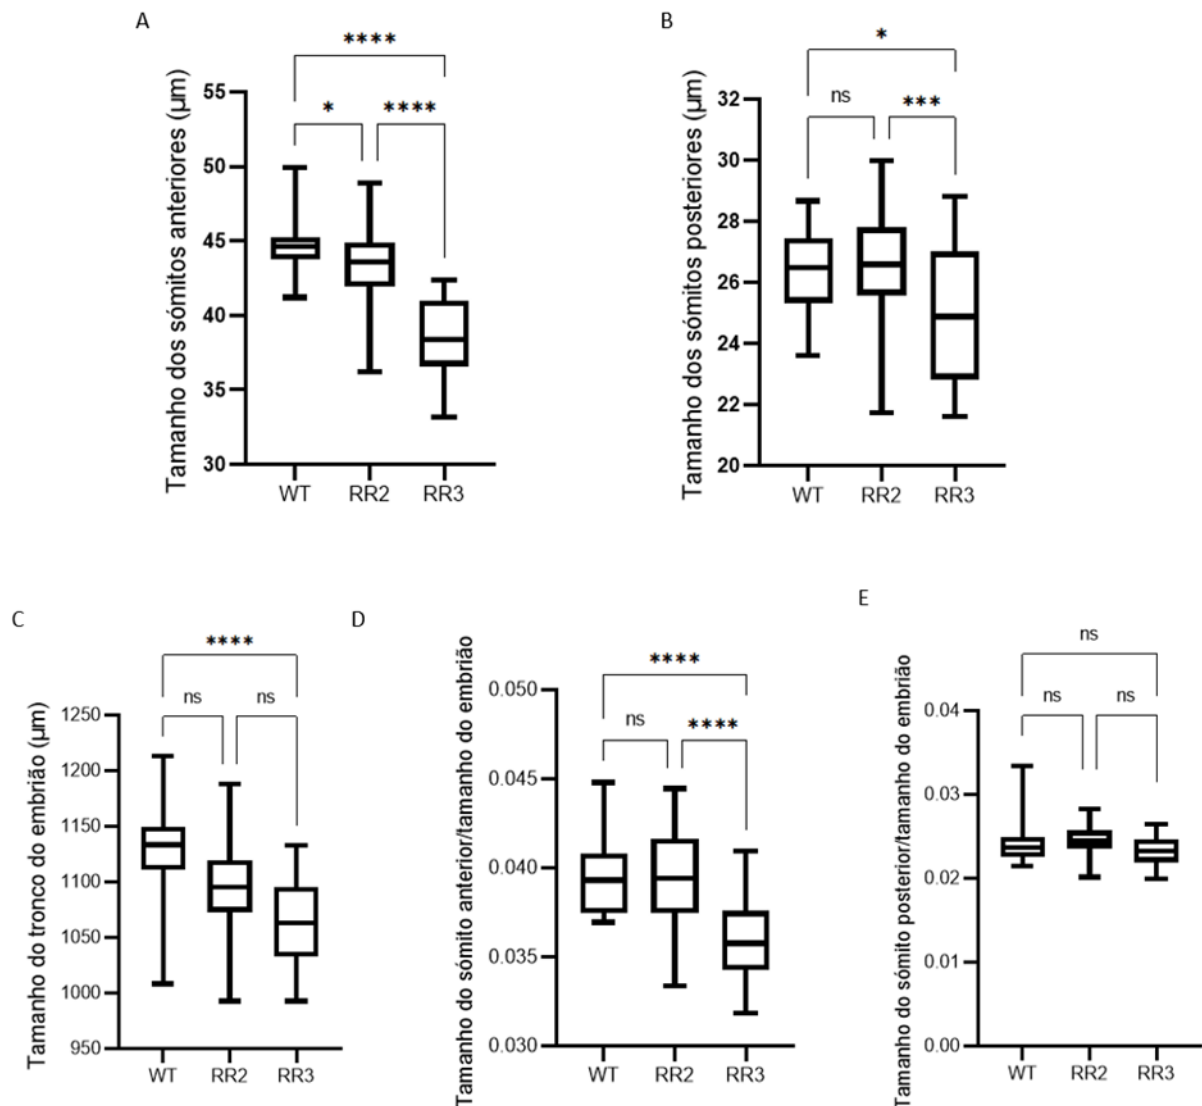 A
Tamanho dos sómitos anteriores (µm)
****
* ****
55
50
45
40
35
30
WT RR2 RR3
B
Tamanho dos sómitos posteriores (µm)
*
ns ***
32
30
28
26
24
22
20
WT RR2 RR3
C
Tamanho do tronco do embrião (µm)
****
ns ns
1250
1200
1150
1100
1050
1000
950
WT RR2 RR3
D
Tamanho do sómito anterior/tamanho do embrião
****
ns ****
0.050
0.045
0.040
0.035
0.030
WT RR2 RR3
E
Tamanho do sómito posterior/tamanho do embrião
ns
ns ns
0.04
0.03
0.02
0.01
0.00
WT RR2 RR3